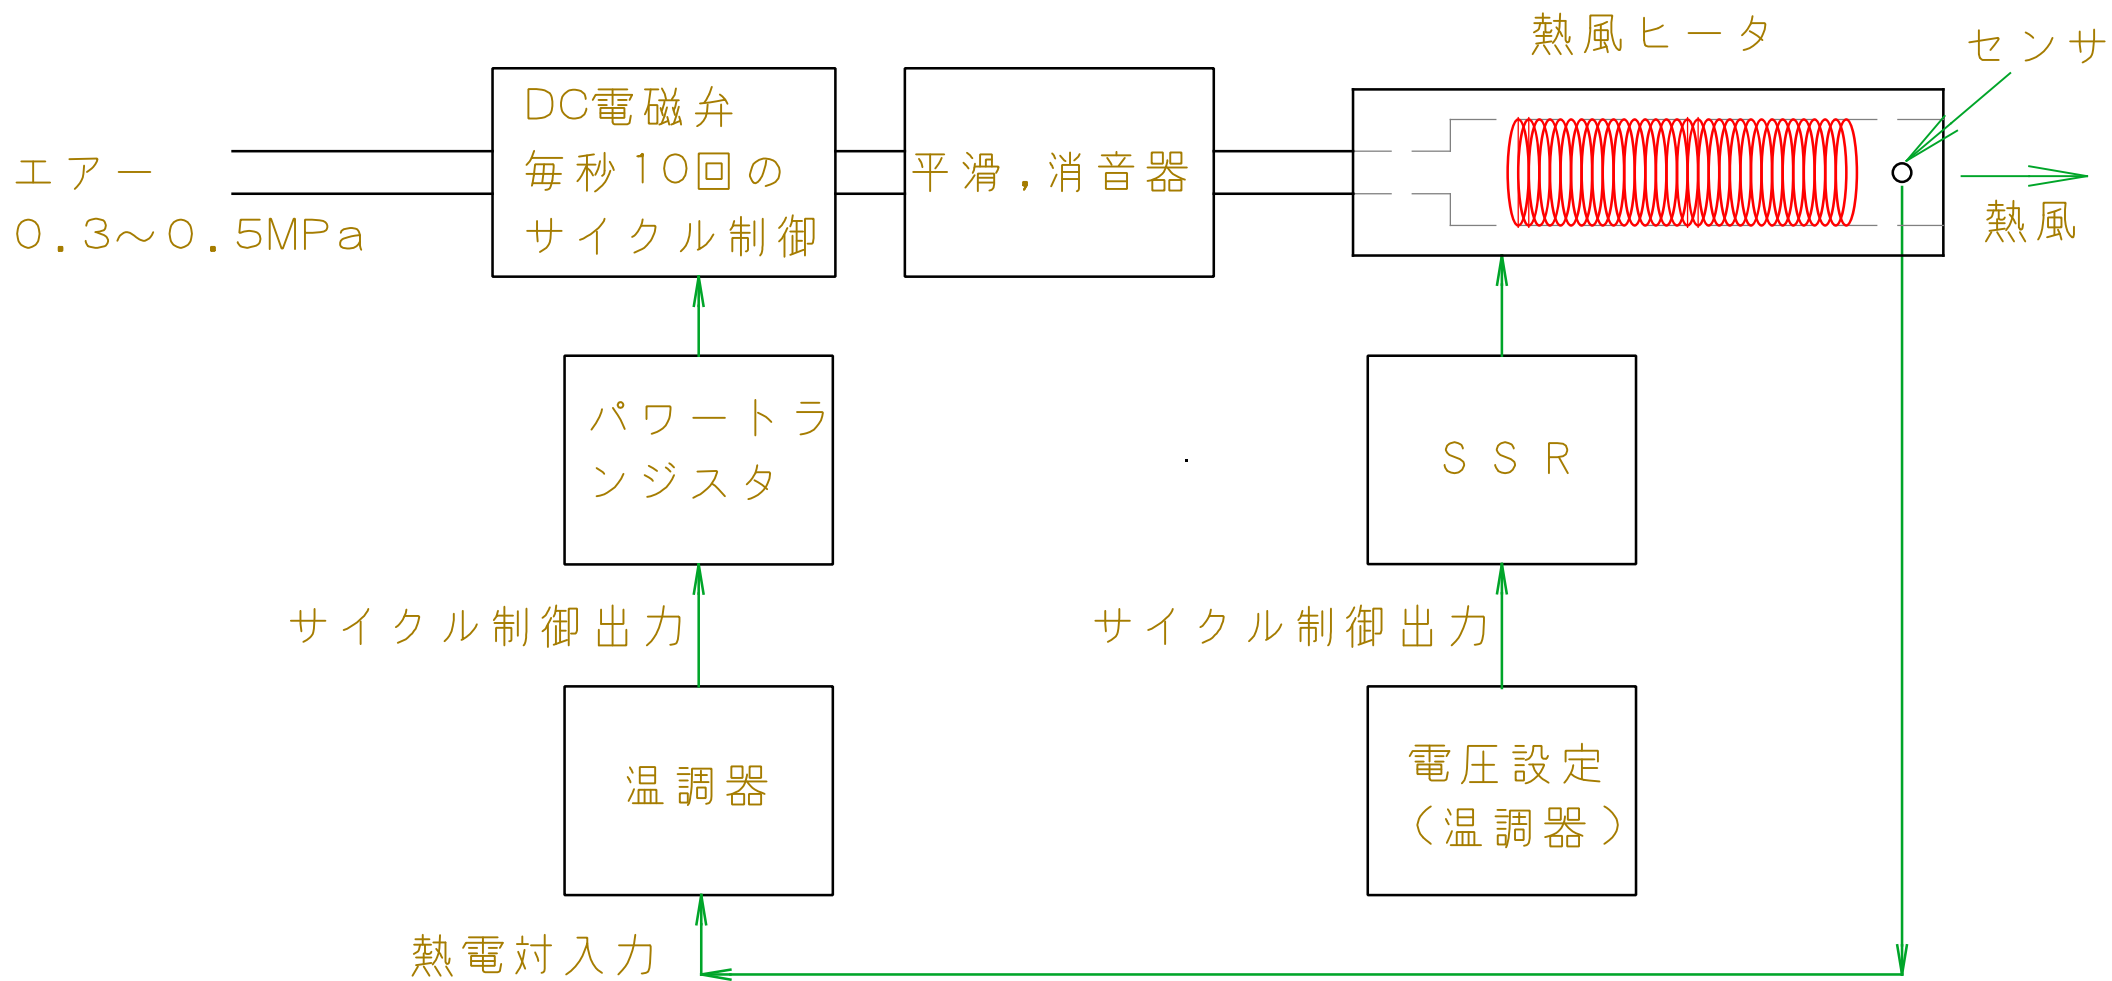 熱風ヒータ
センサ
DC電磁弁
毎秒10回の
サイクル制御
平滑,消音器
エアー
0.3～0.5MPa
熱風
パワートラ
ンジスタ
SSR
サイクル制御出力
サイクル制御出力
温調器
電圧設定
(温調器)
熱電対入力